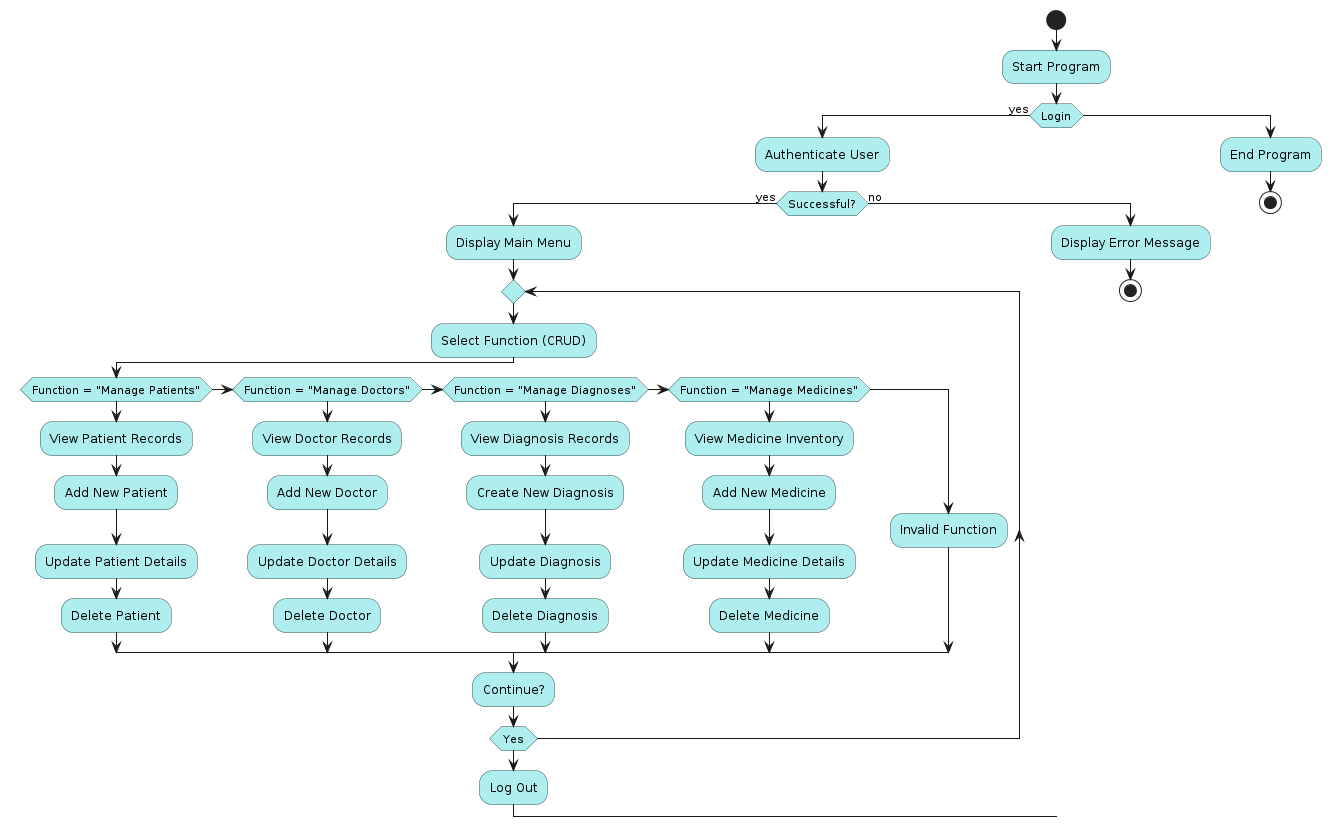 Start Program
yes
Login
Authenticate User
End Program
yes
Successful?
no
Display Main Menu
Display Error Message
Select Function (CRUD)
Function = "Manage Patients"
Function = "Manage Doctors"
Function = "Manage Diagnoses"
Function = "Manage Medicines"
View Patient Records
View Doctor Records
View Diagnosis Records
View Medicine Inventory
Add New Patient
Add New Doctor
Create New Diagnosis
Add New Medicine
Invalid Function
Update Patient Details
Update Doctor Details
Update Diagnosis
Update Medicine Details
Delete Patient
Delete Doctor
Delete Diagnosis
Delete Medicine
Continue?
Yes
Log Out